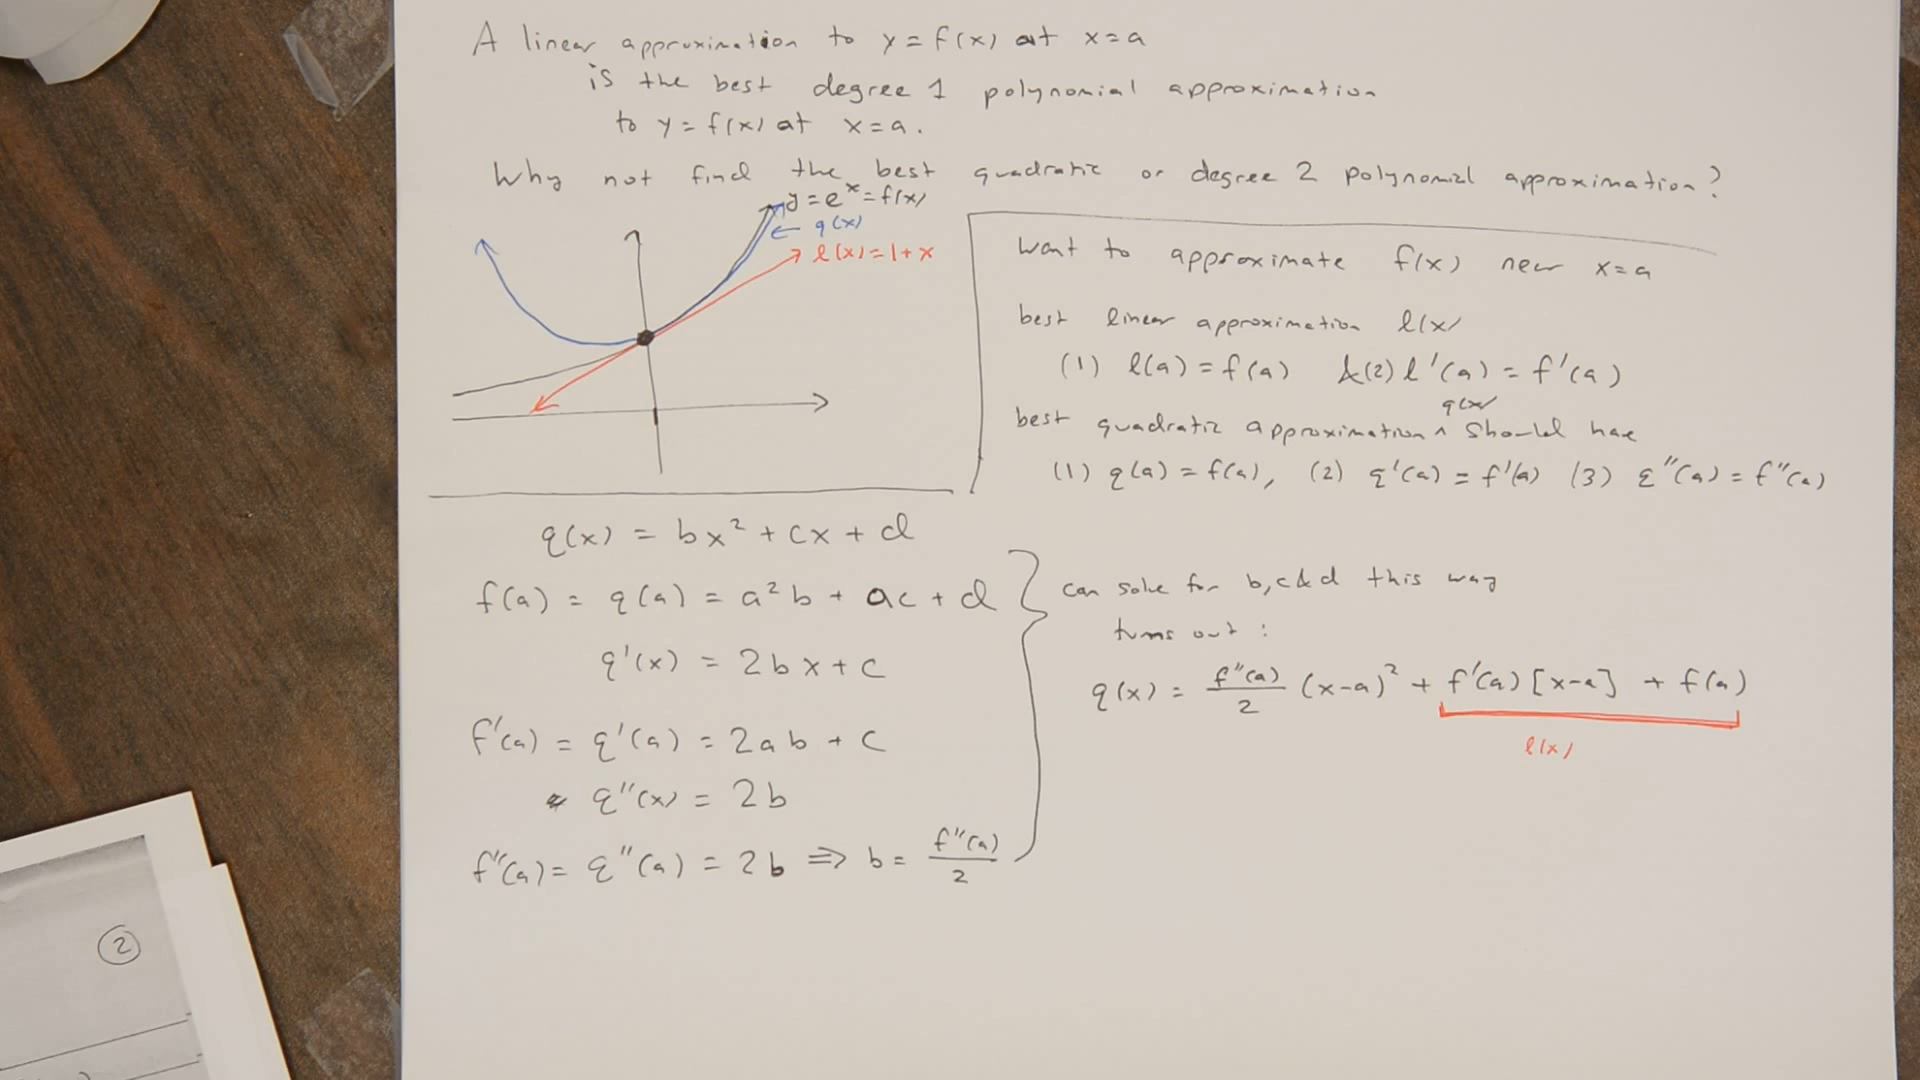 A linear approximation to y = f(x) at x = a
is the best degree 1 polynomial approximation
to y = f(x) at x = a.
Why not find the best quadratic or degree 2 polynomial approximation?
y = e^x = f(x)
← q(x)
l(x) = 1 + x
want to approximate f(x) near x = a
best linear approximation l(x)
(1) l(a) = f(a) & (2) l'(a) = f'(a)
q(x)
best quadratic approximation ^ should have
(1) q(a) = f(a), (2) q'(a) = f'(a) (3) q''(a) = f''(a)
q(x) = bx² + cx + d
f(a) = q(a) = a²b + ac + d
q'(x) = 2bx + c
f'(a) = q'(a) = 2ab + c
q''(x) = 2b
f''(a) = q''(a) = 2b ⇒ b = f''(a)/2
can solve for b, c & d this way
turns out :
q(x) = f''(a)/2 (x-a)² + f'(a)[x-a] + f(a)
l(x)
2